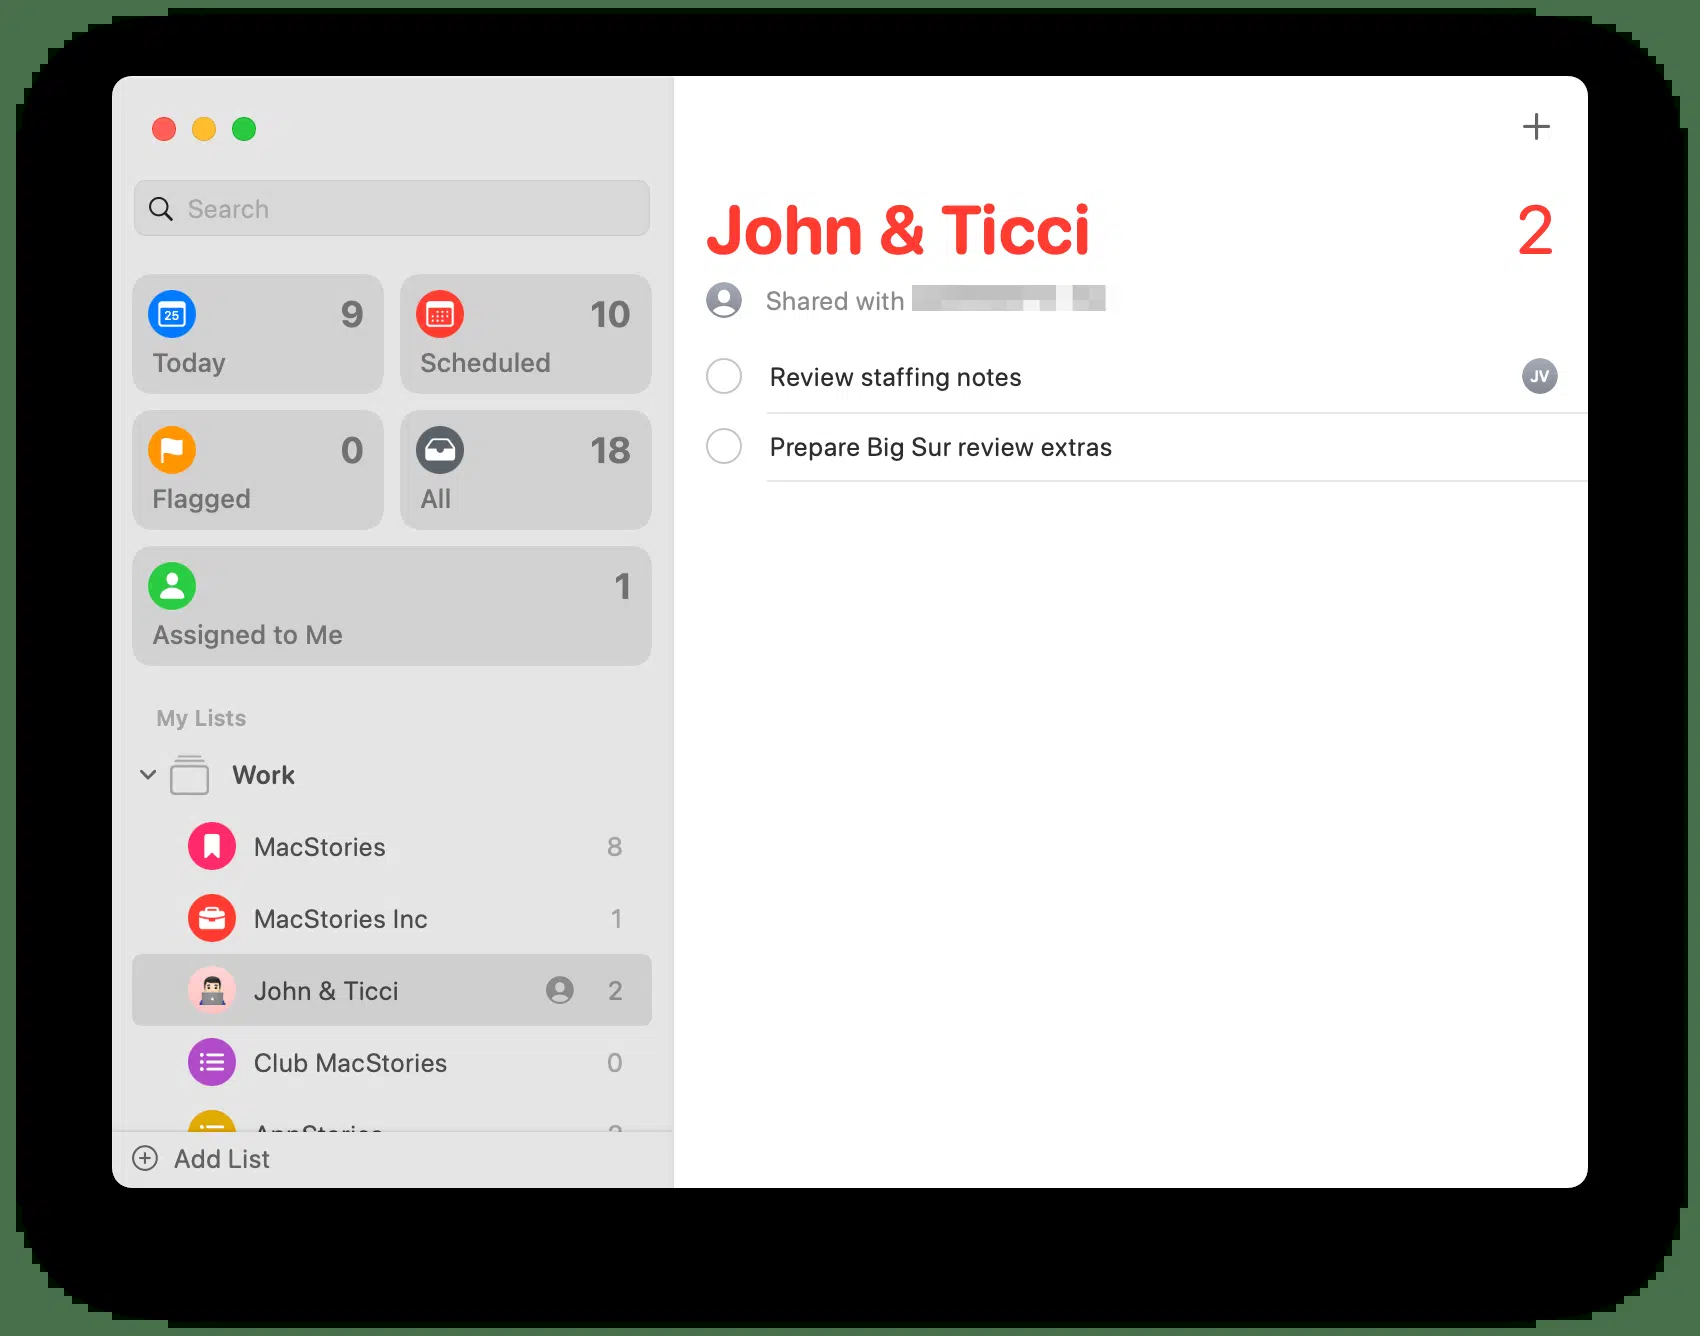 Search
25
9
Today
10
Scheduled
0
Flagged
18
All
1
Assigned to Me
My Lists
Work
MacStories 8
MacStories Inc 1
John & Ticci 2
Club MacStories 0
AppStories
Add List
John & Ticci 2
Shared with
Review staffing notes JV
Prepare Big Sur review extras